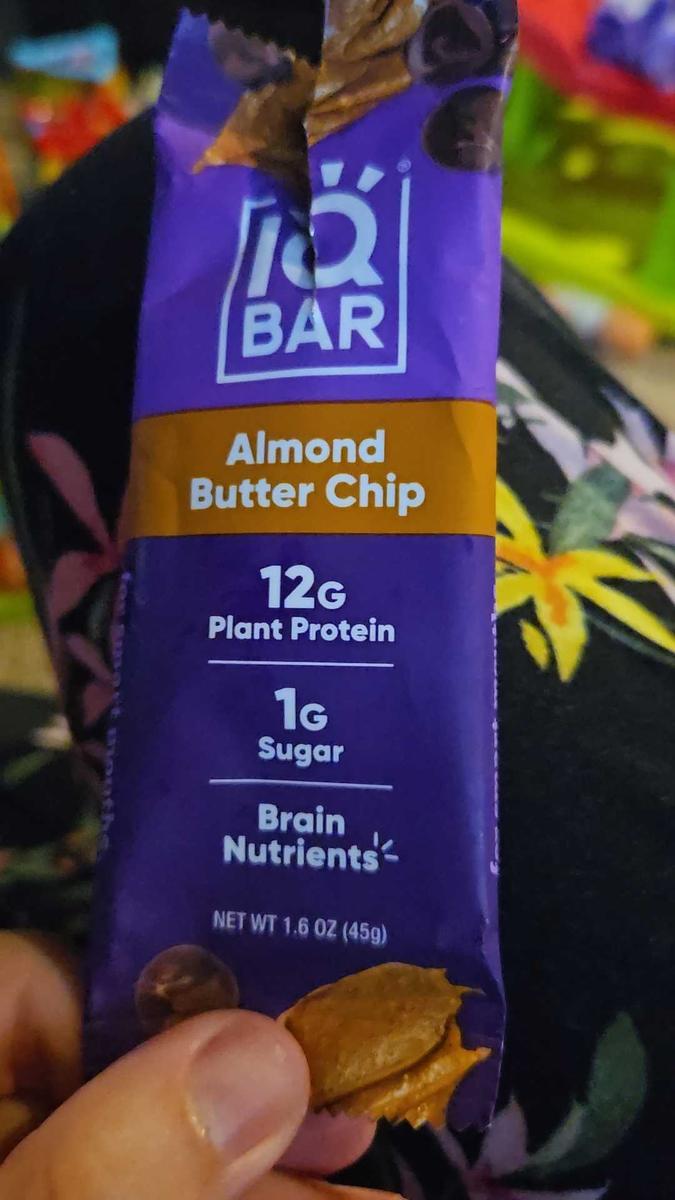 IQ
BAR
®
Almond
Butter Chip
12G
Plant Protein
1G
Sugar
Brain
Nutrients
NET WT 1.6 OZ (45g)